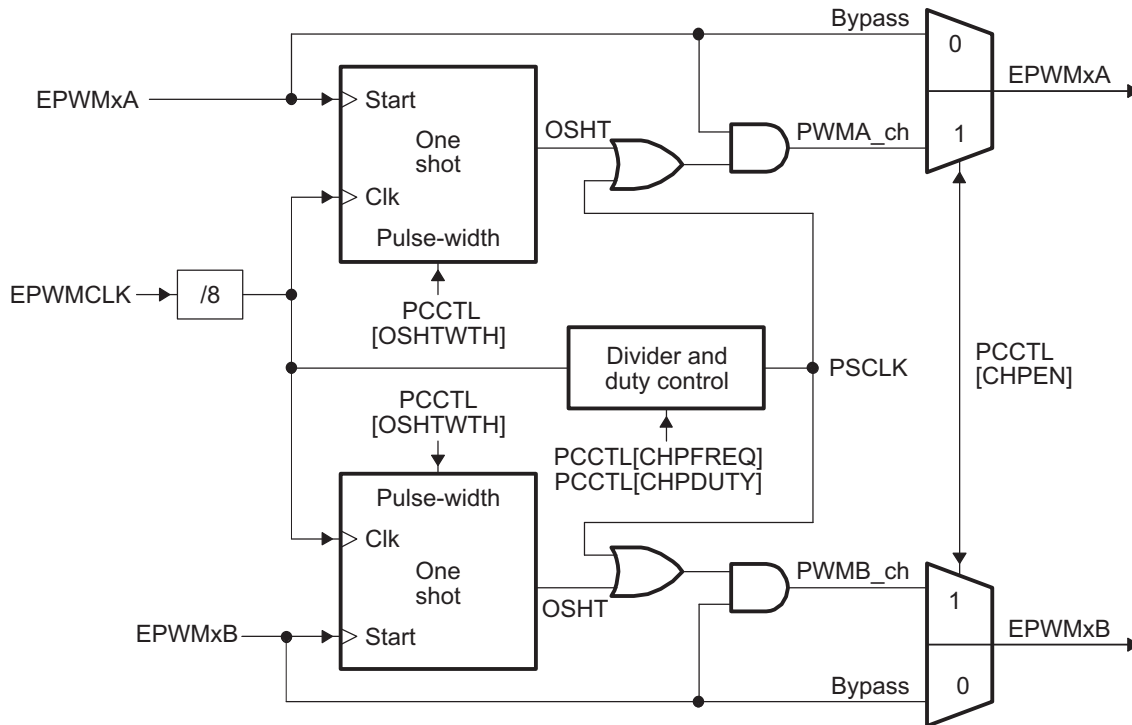 Bypass
0
EPWMxA
EPWMxA
Start
OSHT
PWMA_ch
1
One
shot
Clk
Pulse-width
EPWMCLK
/8
PCCTL
[OSHTWTH]
Divider and
duty control
PSCLK
PCCTL
[CHPEN]
PCCTL
[OSHTWTH]
PCCTL[CHPFREQ]
PCCTL[CHPDUTY]
Pulse-width
Clk
One
shot
OSHT
PWMB_ch
1
EPWMxB
Start
EPWMxB
Bypass
0